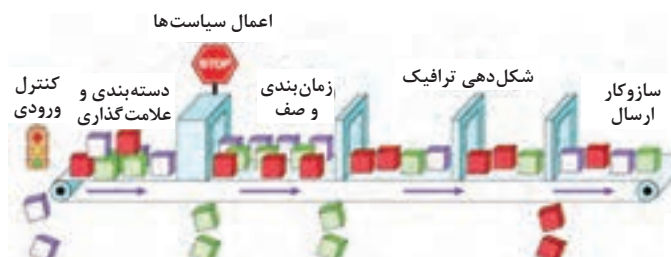 اعمال سیاست‌ها
کنترل
ورودی
دسته‌بندی و
علامت‌گذاری
STOP
زمان‌بندی
و صف
شکل‌دهی ترافیک
سازوکار
ارسال